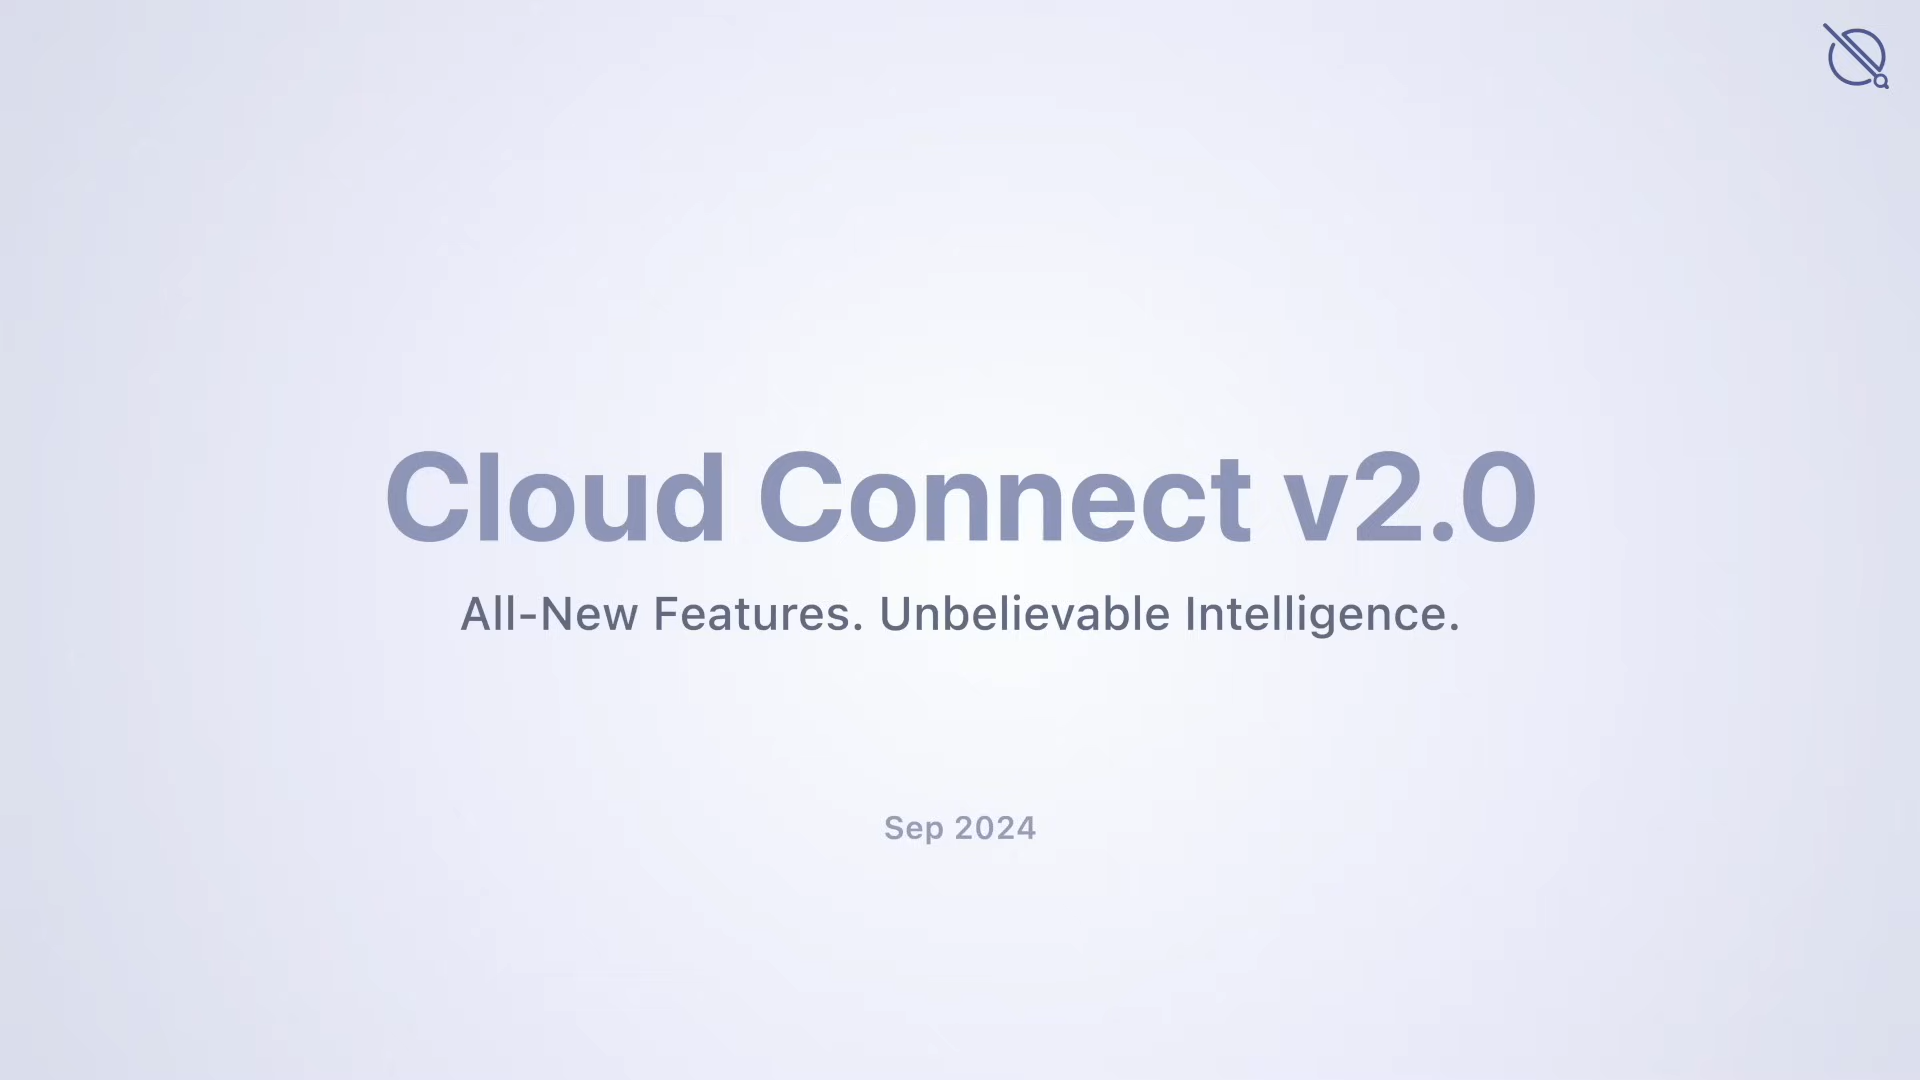 Cloud Connect v2.0
All-New Features. Unbelievable Intelligence.
Sep 2024